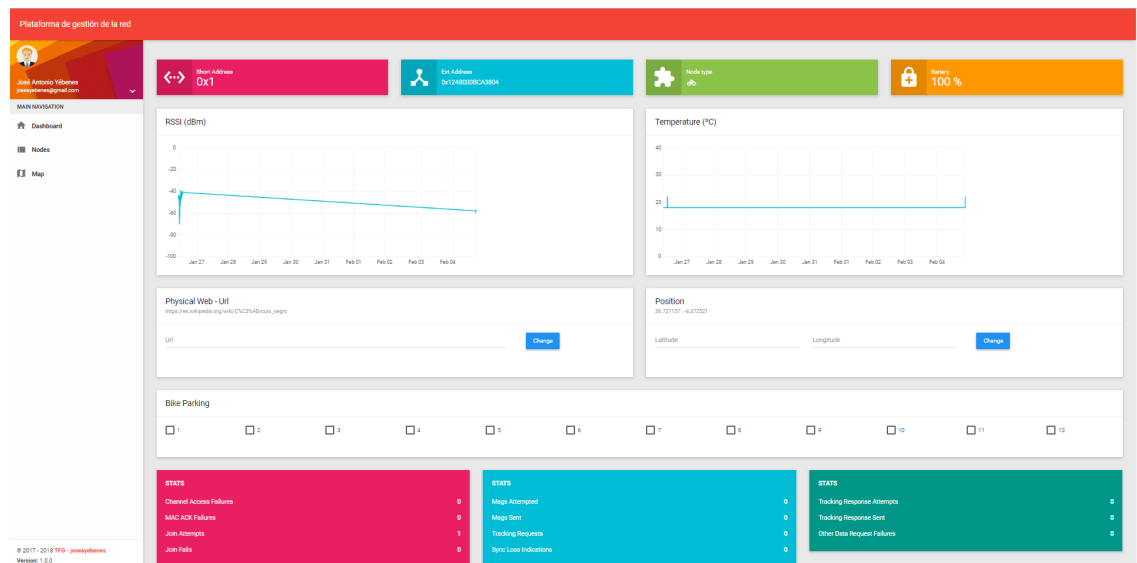 Plataforma de gestión de la red
José Antonio Yébenes
joseayebenes@gmail.com
MAIN NAVIGATION
Dashboard
Nodes
Map
© 2017 - 2018 TFG - joseayebenes.
Version: 1.0.0
Short Address
0x1
Ext Address
0x124B000BCA3804
Node type
Battery
100 %
RSSI (dBm)
0
-20
-40
-60
-80
-100
Jan 27 Jan 28 Jan 29 Jan 30 Jan 31 Feb 01 Feb 02 Feb 03 Feb 04
Temperature (ºC)
40
30
20
10
0
Jan 27 Jan 28 Jan 29 Jan 30 Jan 31 Feb 01 Feb 02 Feb 03 Feb 04
Physical Web - Url
https://es.wikipedia.org/wiki/C%C3%ADrculo_negro
Url
Change
Position
36.721157 : -4.472521
Latitude Longitude
Change
Bike Parking
1 2 3 4 5 6 7 8 9 10 11 12
STATS
Channel Access Failures 0
MAC ACK Failures 0
Join Attempts 1
Join Fails 0
STATS
Msgs Attempted 0
Msgs Sent 0
Tracking Requests 0
Sync Loss Indications 0
STATS
Tracking Response Attempts 0
Tracking Response Sent 0
Other Data Request Failures 0